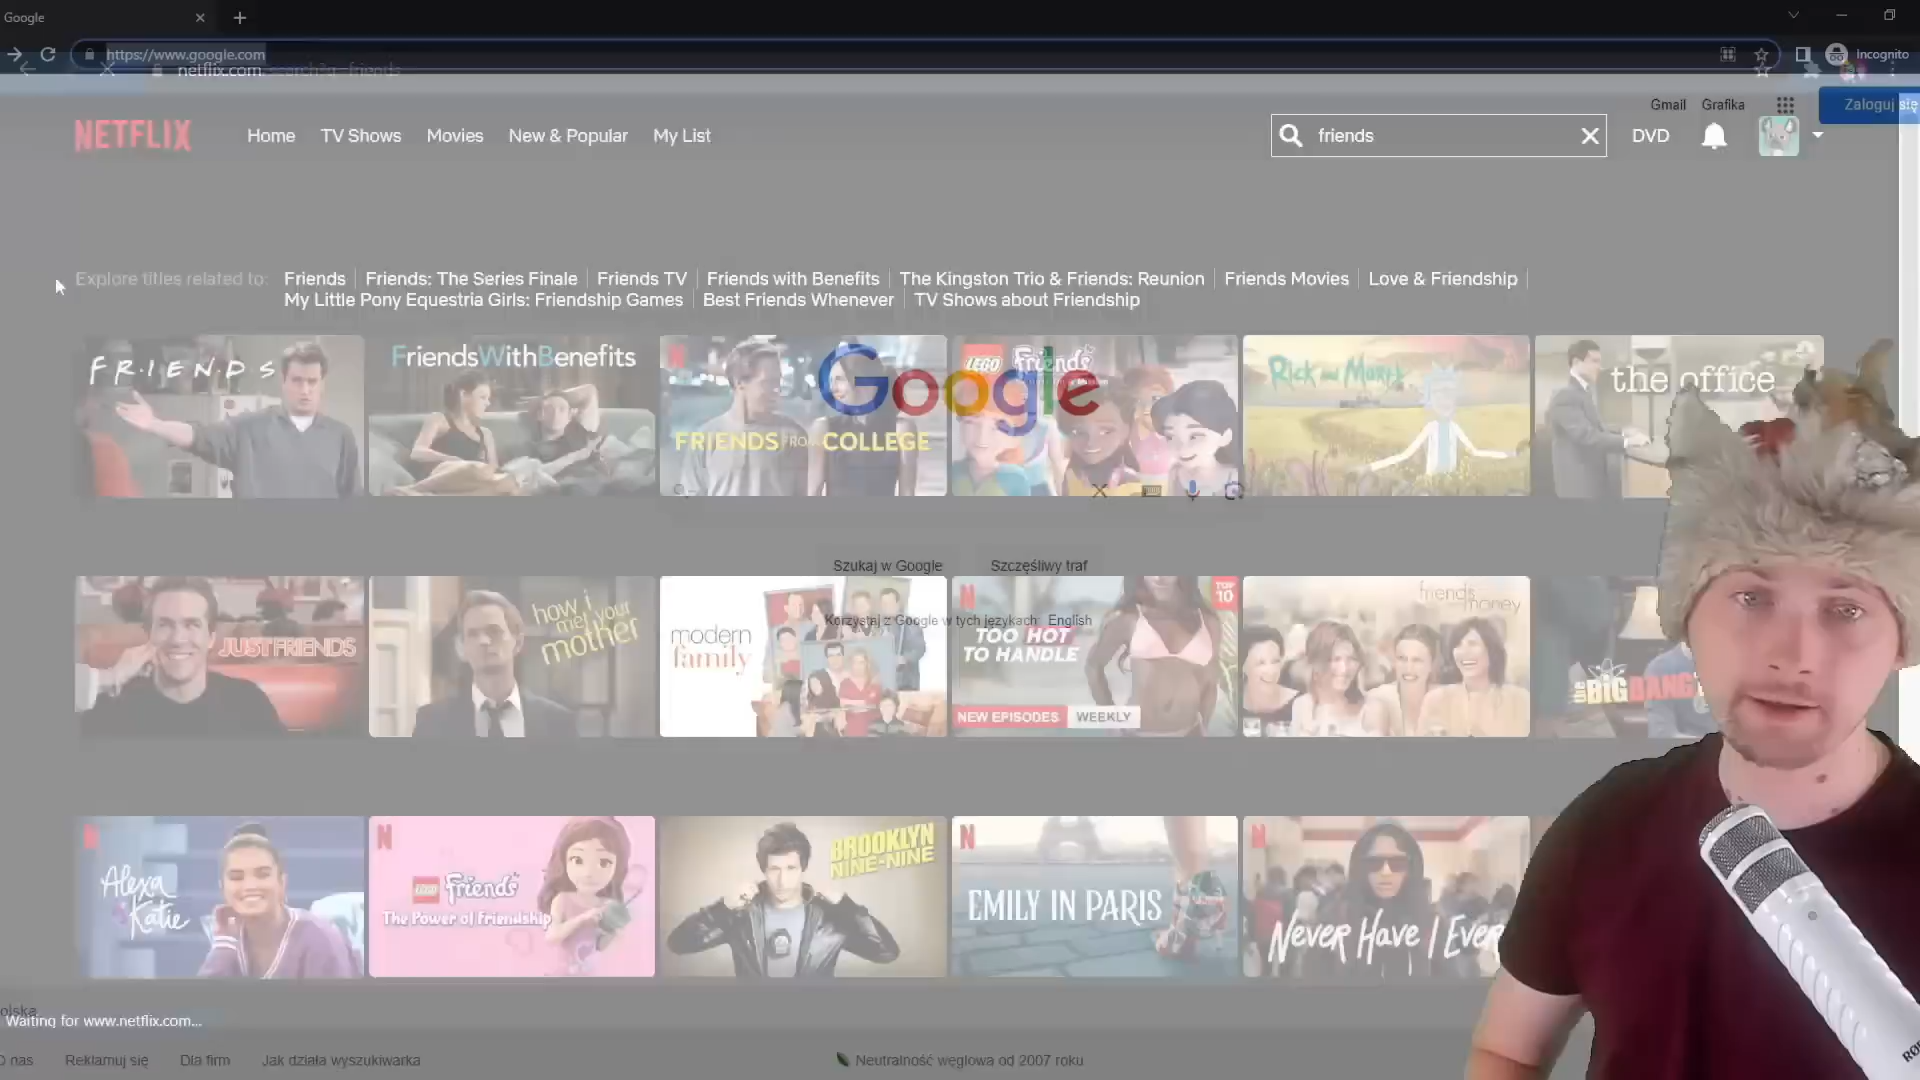 Google
https://www.google.com
Incognito
netflix.com/search?q=friends
Gmail Grafika Zaloguj się
NETFLIX Home TV Shows Movies New & Popular My List friends DVD
Explore titles related to: Friends Friends: The Series Finale Friends TV Friends with Benefits The Kingston Trio & Friends: Reunion Friends Movies Love & Friendship
My Little Pony Equestria Girls: Friendship Games Best Friends Whenever TV Shows about Friendship
FRIENDS
FriendsWithBenefits
FRIENDS FROM COLLEGE
Google
LEGO Friends
Rick and Morty
the office
Szukaj w Google Szczęśliwy traf
Korzystaj z Google w tych językach: English
JUST FRIENDS
how i met your mother
modern family
TOP 10
TOO HOT TO HANDLE
NEW EPISODES WEEKLY
friends with money
the BIG BANG
Alexa & Katie
LEGO Friends
The Power of Friendship
BROOKLYN NINE-NINE
EMILY IN PARIS
Never Have I Ever
olska
Waiting for www.netflix.com...
O nas Reklamuj się Dla firm Jak działa wyszukiwarka Neutralność węglowa od 2007 roku